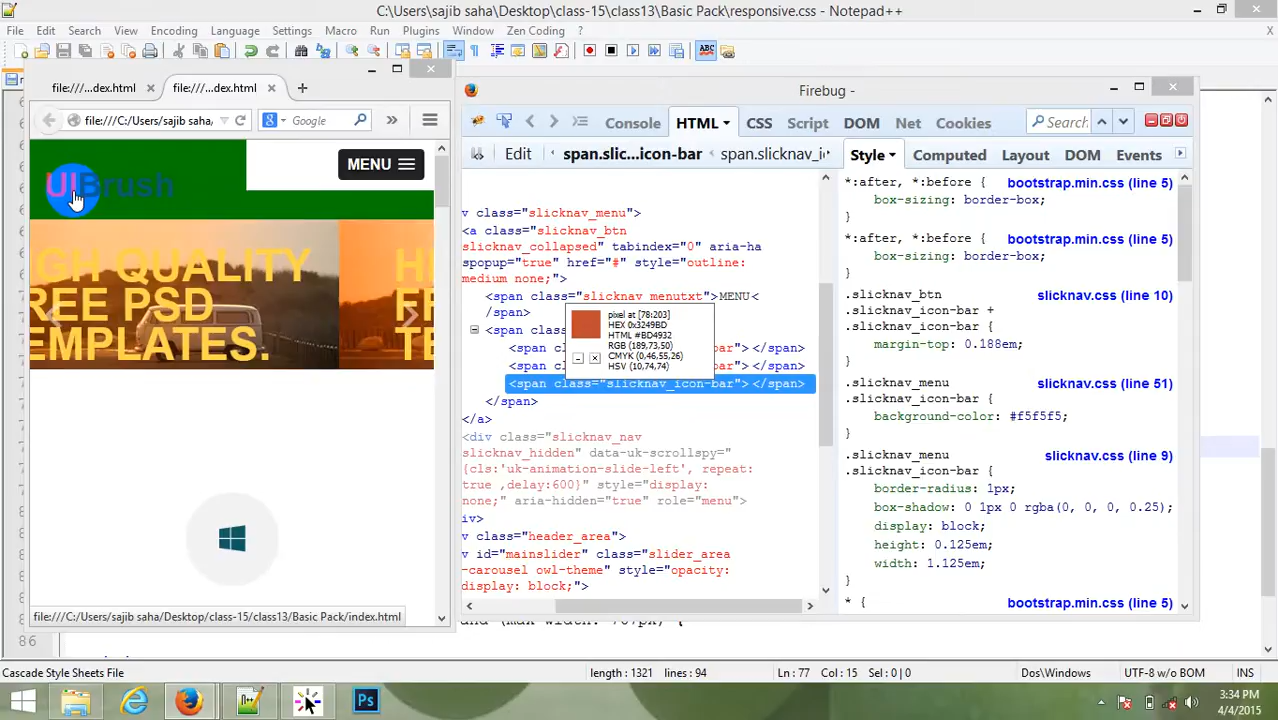 C:\Users\sajib saha\Desktop\class-15\class13\Basic Pack\responsive.css - Notepad++
File Edit Search View Encoding Language Settings Macro Run Plugins Window Zen Coding ?
X
file:///...dex.html
file:///...dex.html
file:///C:/Users/sajib saha/
Google
UIBrush
MENU
HIGH QUALITY
FREE PSD
TEMPLATES.
file:///C:/Users/sajib saha/Desktop/class-15/class13/Basic Pack/index.html
Firebug -
Console HTML CSS Script DOM Net Cookies
Search
Edit span.slic...icon-bar span.slicknav_i
Style Computed Layout DOM Events
v class="slicknav_menu">
<a class="slicknav_btn
slicknav_collapsed" tabindex="0" aria-ha
spopup="true" href="#" style="outline:
medium none;">
<span class="slicknav_menutxt">MENU<
/span>
<span clas
bar"> </span>
bar"> </span>
<span class="slicknav_icon-bar"> </span>
</span>
</a>
<div class="slicknav_nav
slicknav_hidden" data-uk-scrollspy="
{cls:'uk-animation-slide-left', repeat:
true ,delay:600}" style="display:
none;" aria-hidden="true" role="menu">
iv>
class="header_area">
v id="mainslider" class="slider_area
-carousel owl-theme" style="opacity:
display: block;">
pixel at [78:203]
HEX 0x3249BD
HTML #BD4932
RGB (189,73,50)
CMYK (0,46,55,26)
HSV (10,74,74)
*:after, *:before { bootstrap.min.css (line 5)
box-sizing: border-box;
}
*:after, *:before { bootstrap.min.css (line 5)
box-sizing: border-box;
}
.slicknav_btn slicknav.css (line 10)
.slicknav_icon-bar +
.slicknav_icon-bar {
margin-top: 0.188em;
}
.slicknav_menu slicknav.css (line 51)
.slicknav_icon-bar {
background-color: #f5f5f5;
}
.slicknav_menu slicknav.css (line 9)
.slicknav_icon-bar {
border-radius: 1px;
box-shadow: 0 1px 0 rgba(0, 0, 0, 0.25);
display: block;
height: 0.125em;
width: 1.125em;
}
* { bootstrap.min.css (line 5)
86
Cascade Style Sheets File length : 1321 lines : 94 Ln : 77 Col : 15 Sel : 0 | 0 Dos\Windows UTF-8 w/o BOM INS
3:34 PM
4/4/2015